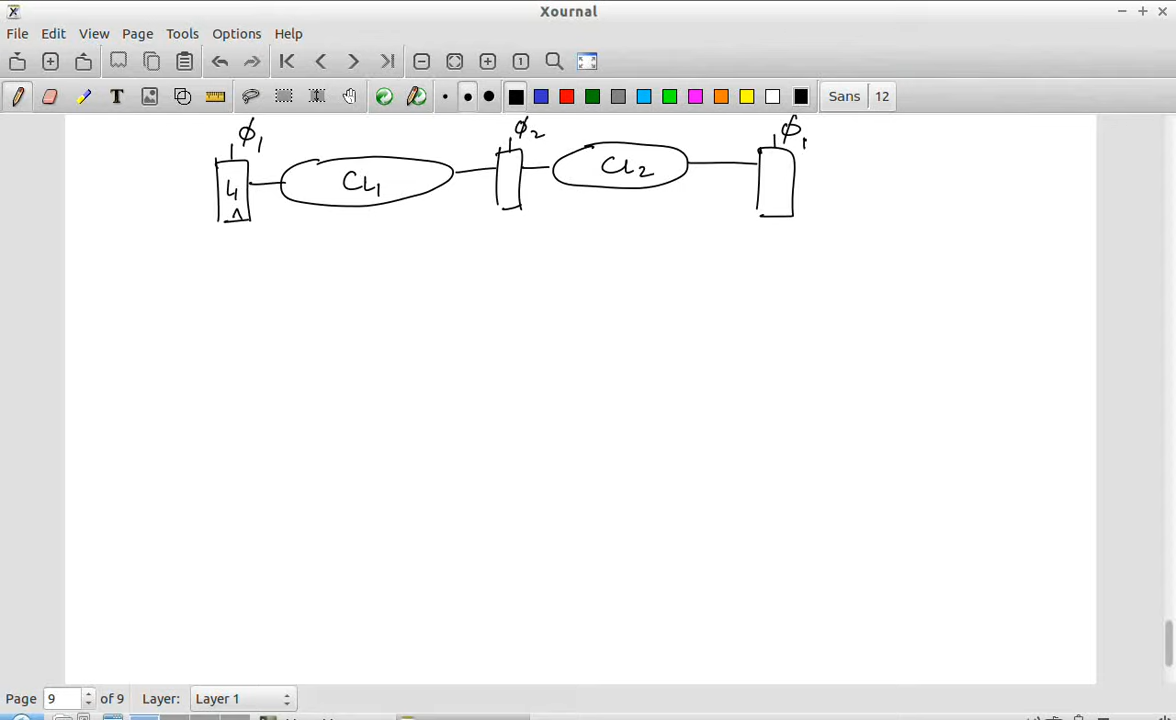 Xournal
File Edit View Page Tools Options Help
Sans 12
ϕ1 ϕ2 ϕ1
CL1 CL2
4
Page 9 of 9 Layer: Layer 1